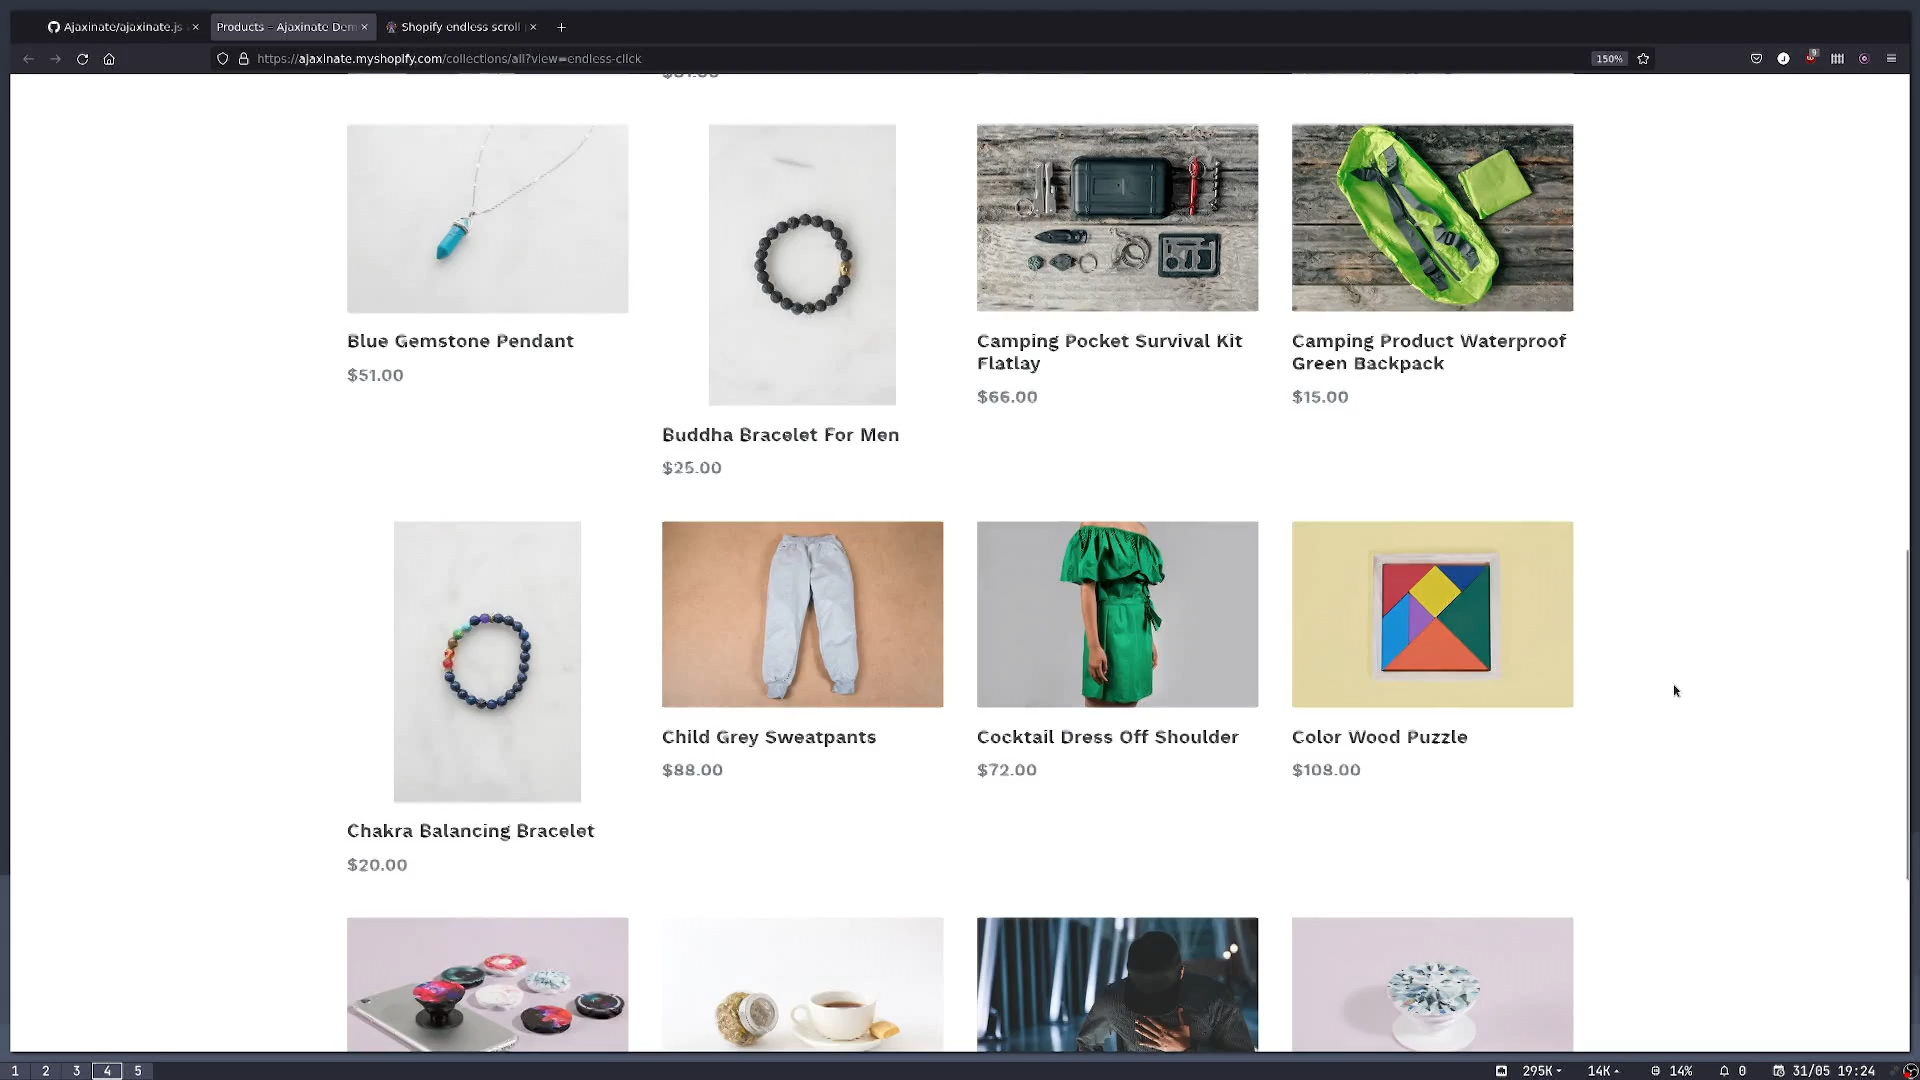 Ajaxinate/ajaxinate.js
Products – Ajaxinate Dem
Shopify endless scroll
https://ajaxinate.myshopify.com/collections/all?view=endless-click
150%
9
Blue Gemstone Pendant
$51.00
Buddha Bracelet For Men
$25.00
Camping Pocket Survival Kit
Flatlay
$66.00
Camping Product Waterproof
Green Backpack
$15.00
Chakra Balancing Bracelet
$20.00
Child Grey Sweatpants
$88.00
Cocktail Dress Off Shoulder
$72.00
Color Wood Puzzle
$108.00
1 2 3 4 5
295K 14K 14% 0 31/05 19:24